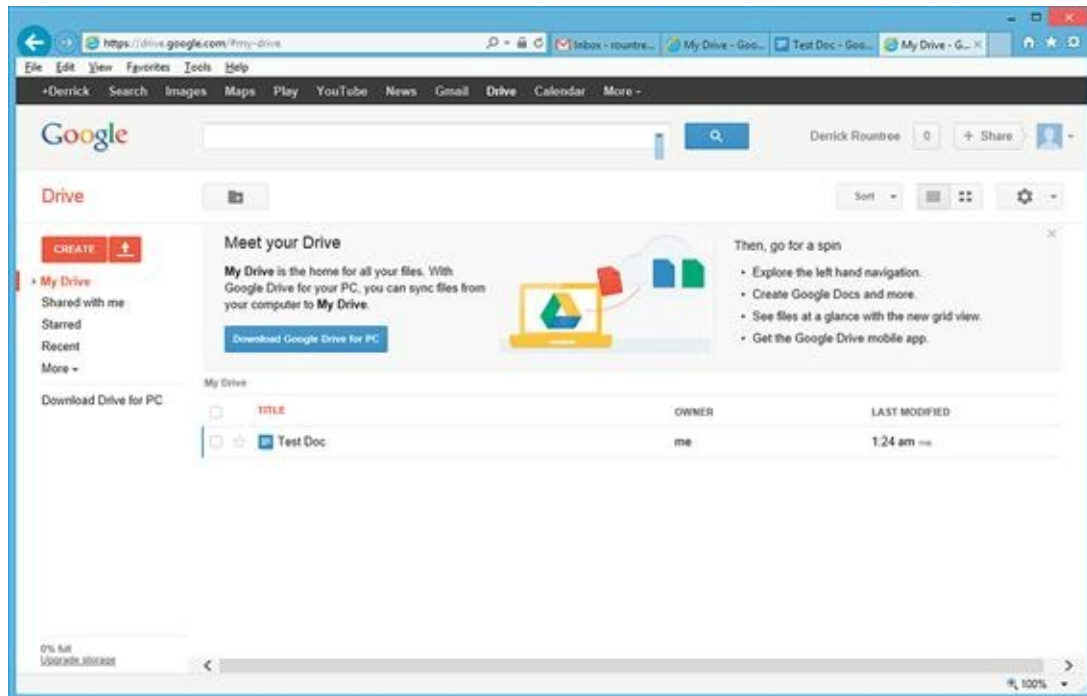 https://drive.google.com/#my-drive
Inbox - rountre...
My Drive - Goo...
Test Doc - Goo...
My Drive - G...
File Edit View Favorites Tools Help
+Derrick Search Images Maps Play YouTube News Gmail Drive Calendar More
Google
Derrick Rountree 0 + Share
Drive
Sort
CREATE
My Drive
Shared with me
Starred
Recent
More
Download Drive for PC
Meet your Drive
My Drive is the home for all your files. With
Google Drive for your PC, you can sync files from
your computer to My Drive.
Download Google Drive for PC
Then, go for a spin
• Explore the left hand navigation.
• Create Google Docs and more.
• See files at a glance with the new grid view.
• Get the Google Drive mobile app.
My Drive
TITLE OWNER LAST MODIFIED
Test Doc me 1:24 am me
0% full
Upgrade storage
100%